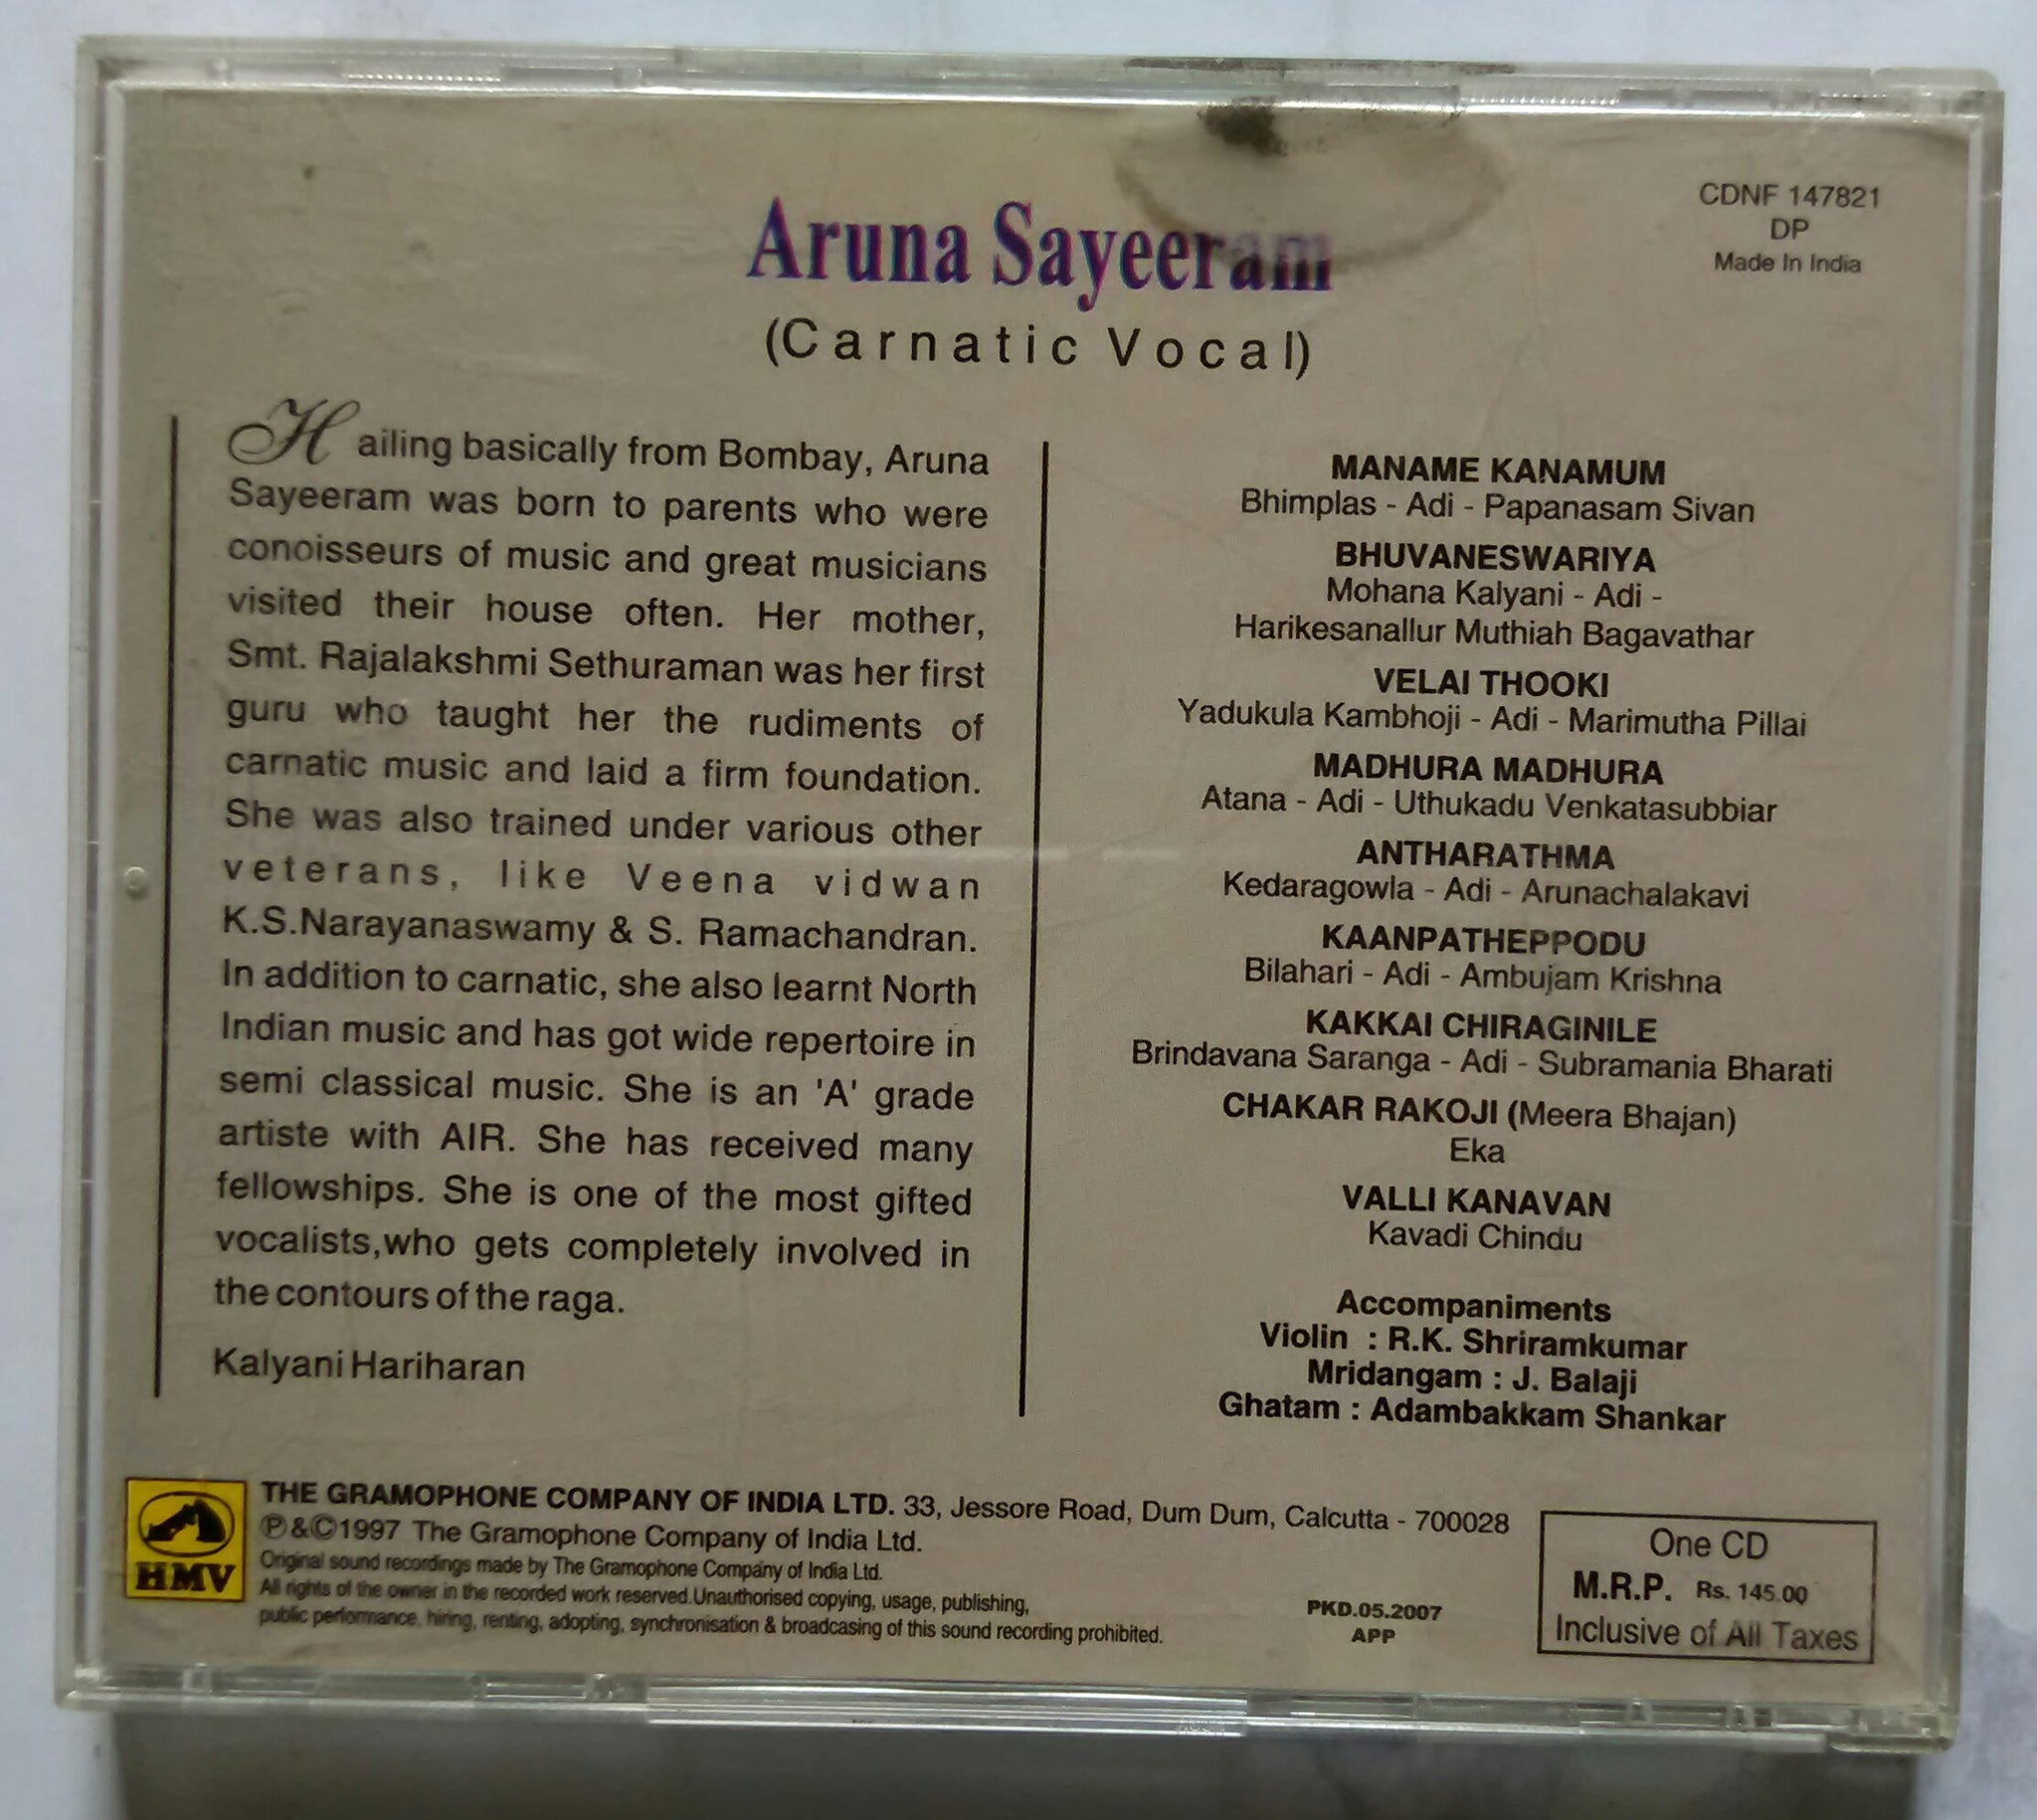 CDNF 147821
DP
Made In India
Aruna Sayeeram
(Carnatic Vocal)
Hailing basically from Bombay, Aruna
Sayeeram was born to parents who were
conoisseurs of music and great musicians
visited their house often. Her mother,
Smt. Rajalakshmi Sethuraman was her first
guru who taught her the rudiments of
carnatic music and laid a firm foundation.
She was also trained under various other
veterans, like Veena vidwan
K.S.Narayanaswamy & S. Ramachandran.
In addition to carnatic, she also learnt North
Indian music and has got wide repertoire in
semi classical music. She is an 'A' grade
artiste with AIR. She has received many
fellowships. She is one of the most gifted
vocalists,who gets completely involved in
the contours of the raga.
Kalyani Hariharan
MANAME KANAMUM
Bhimplas - Adi - Papanasam Sivan
BHUVANESWARIYA
Mohana Kalyani - Adi -
Harikesanallur Muthiah Bagavathar
VELAI THOOKI
Yadukula Kambhoji - Adi - Marimutha Pillai
MADHURA MADHURA
Atana - Adi - Uthukadu Venkatasubbiar
ANTHARATHMA
Kedaragowla - Adi - Arunachalakavi
KAANPATHEPPODU
Bilahari - Adi - Ambujam Krishna
KAKKAI CHIRAGINILE
Brindavana Saranga - Adi - Subramania Bharati
CHAKAR RAKOJI (Meera Bhajan)
Eka
VALLI KANAVAN
Kavadi Chindu
Accompaniments
Violin : R.K. Shriramkumar
Mridangam : J. Balaji
Ghatam : Adambakkam Shankar
HMV
THE GRAMOPHONE COMPANY OF INDIA LTD. 33, Jessore Road, Dum Dum, Calcutta - 700028
℗&©1997 The Gramophone Company of India Ltd.
Original sound recordings made by The Gramophone Company of India Ltd.
All rights of the owner in the recorded work reserved.Unauthorised copying, usage, publishing,
public performance, hiring, renting, adopting, synchronisation & broadcasing of this sound recording prohibited.
PKD.05.2007
APP
One CD
M.R.P. Rs. 145.00
Inclusive of All Taxes